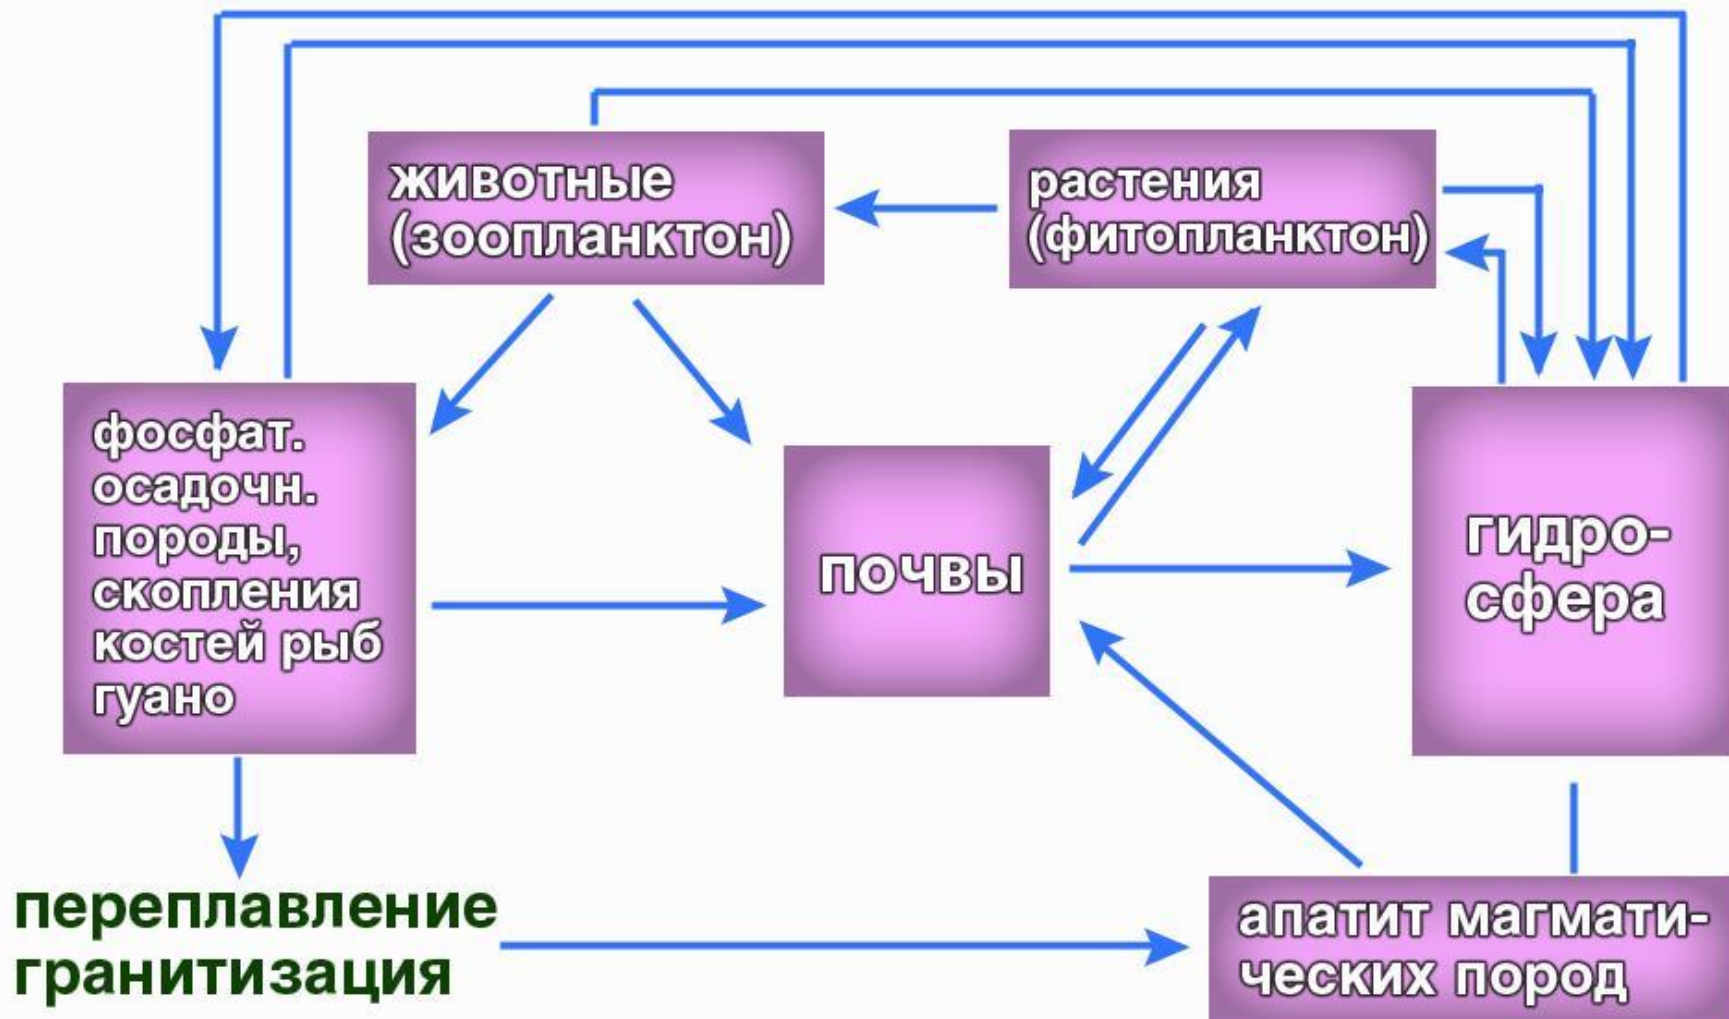 животные
(зоопланктон)
растения
(фитопланктон)
фосфат.
осадочн.
породы,
скопления
костей рыб
гуано
почвы
гидро-
сфера
переплавление
гранитизация
апатит магмати-
ческих пород